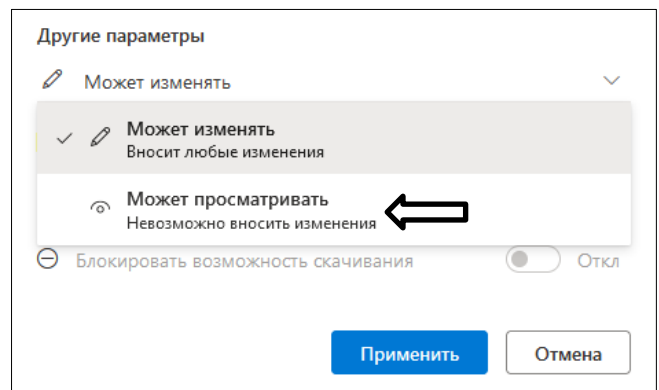 Другие параметры
Может изменять
Может изменять
Вносит любые изменения
Может просматривать
Невозможно вносить изменения
Блокировать возможность скачивания Откл
Применить Отмена